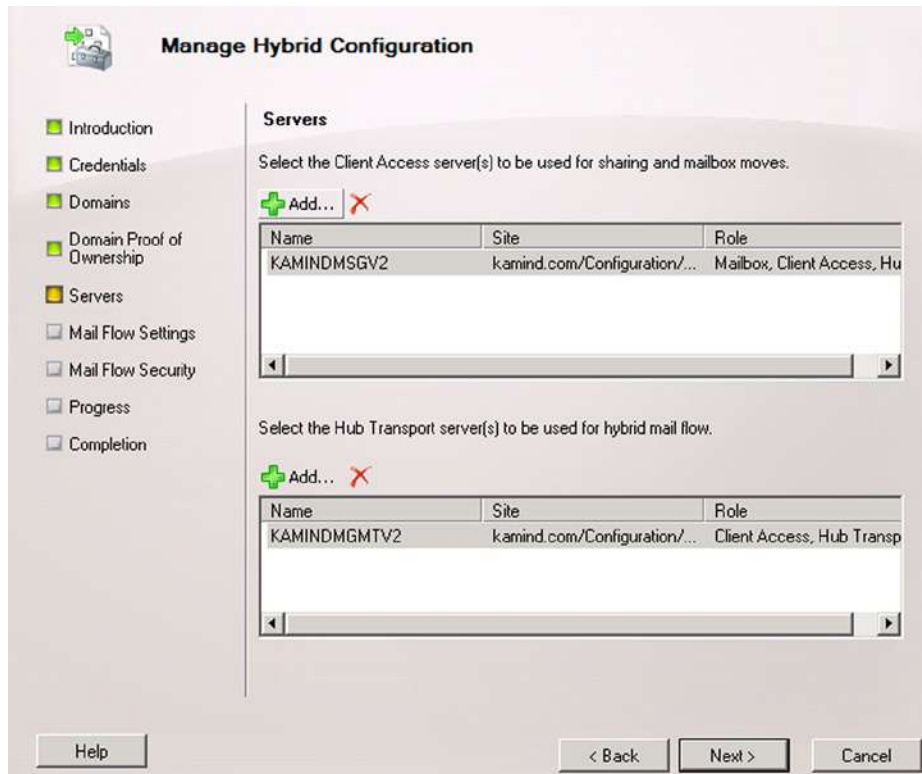 Manage Hybrid Configuration
Introduction
Credentials
Domains
Domain Proof of
Ownership
Servers
Mail Flow Settings
Mail Flow Security
Progress
Completion
Servers
Select the Client Access server(s) to be used for sharing and mailbox moves.
Add...
Name Site Role
KAMINDMSGV2 kamind.com/Configuration/... Mailbox, Client Access, Hu
Select the Hub Transport server(s) to be used for hybrid mail flow.
Add...
Name Site Role
KAMINDMGMTV2 kamind.com/Configuration/... Client Access, Hub Transp
Help < Back Next > Cancel